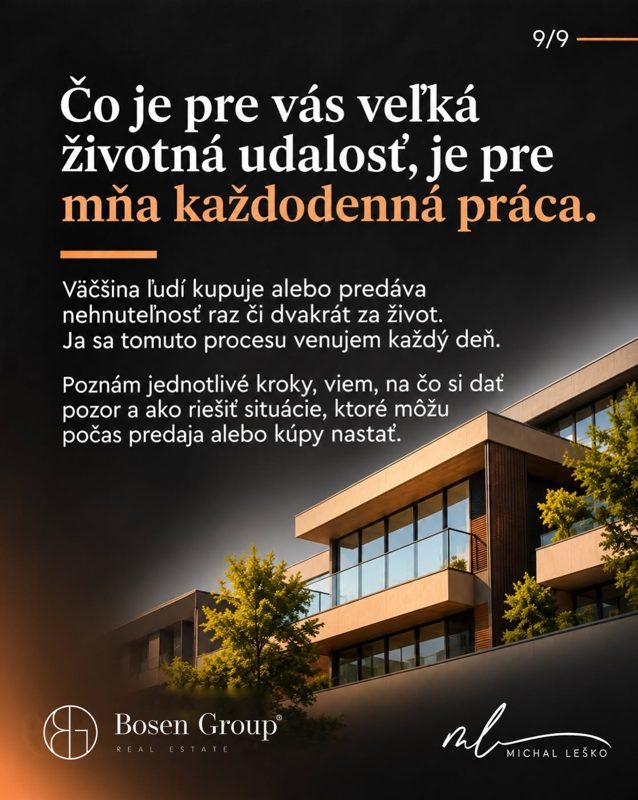 9/9
Čo je pre vás veľká
životná udalosť, je pre
mňa každodenná práca.
Väčšina ľudí kupuje alebo predáva
nehnuteľnosť raz či dvakrát za život.
Ja sa tomuto procesu venujem každý deň.
Poznám jednotlivé kroky, viem, na čo si dať
pozor a ako riešiť situácie, ktoré môžu
počas predaja alebo kúpy nastať.
Bosen Group®
REAL ESTATE
ml
MICHAL LEŠKO